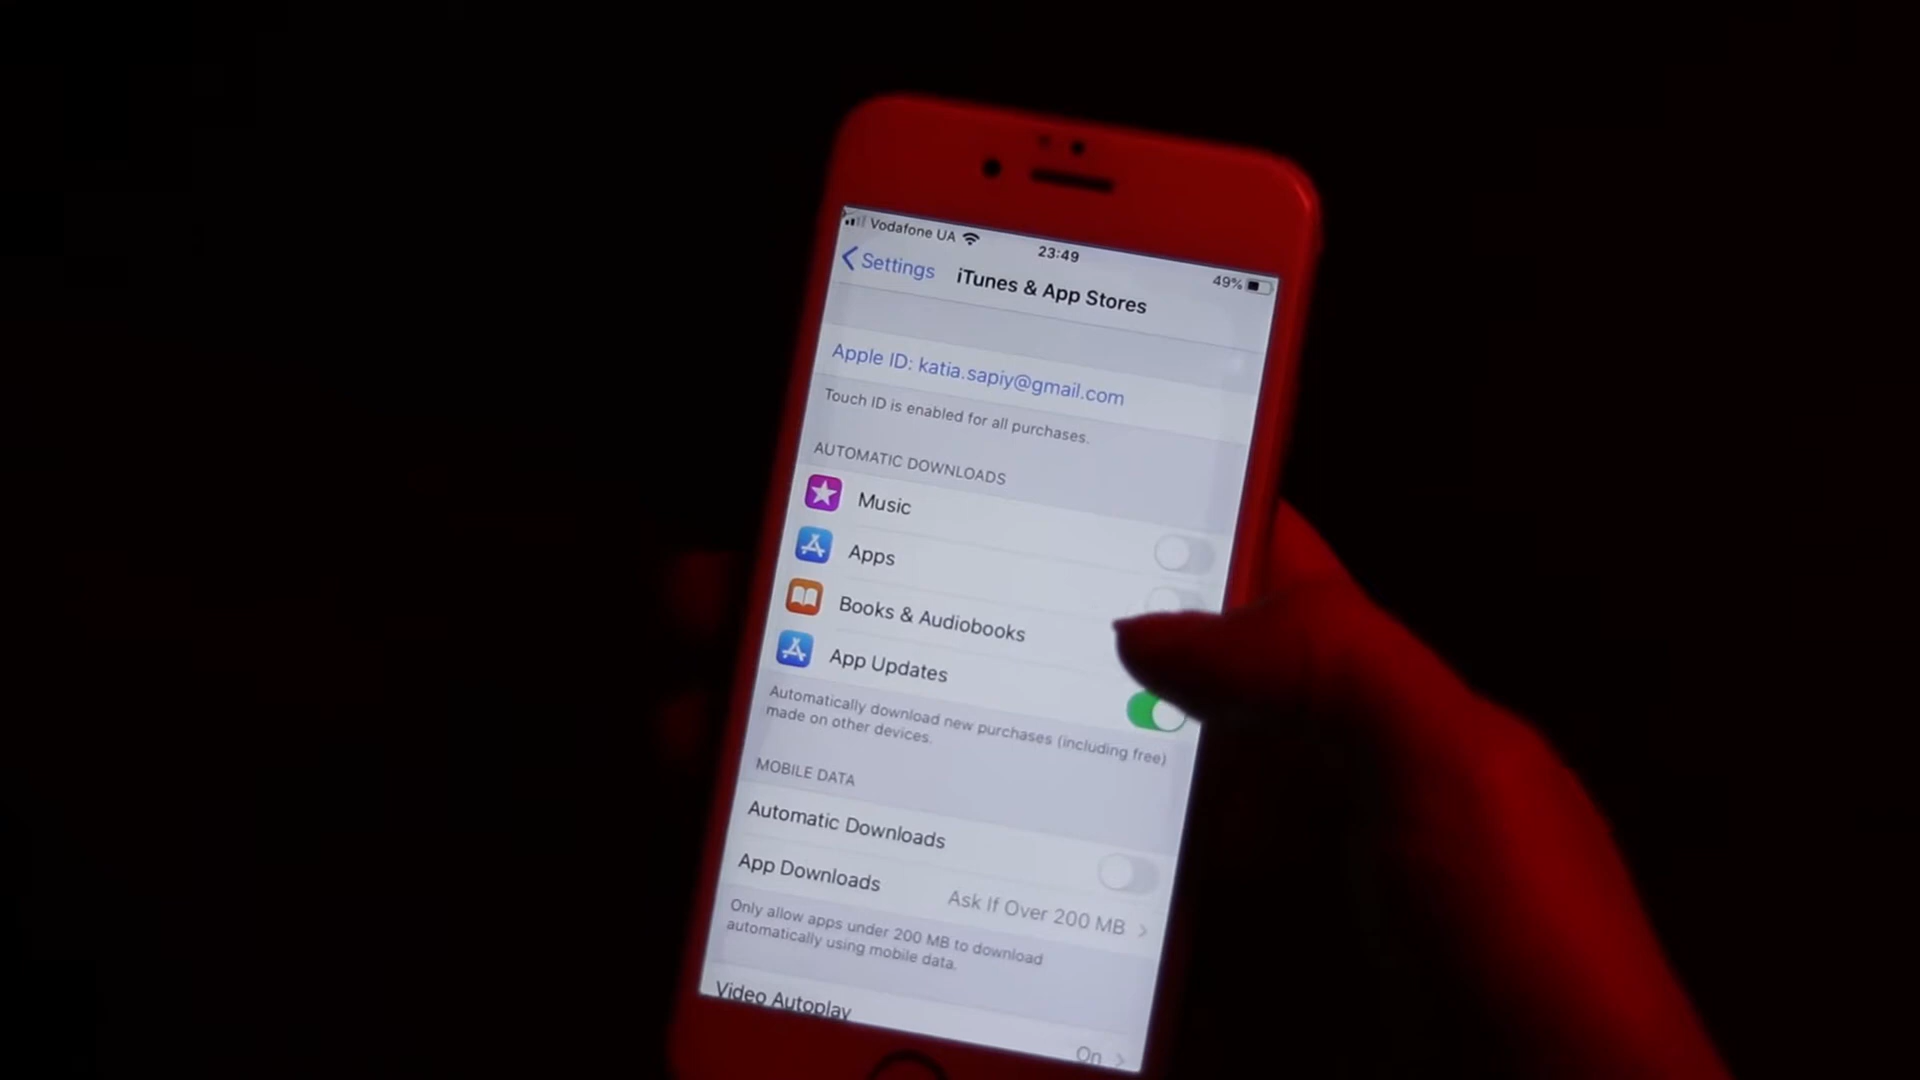 Vodafone UA
23:49
49%
Settings
iTunes & App Stores
Apple ID: katia.sapiy@gmail.com
Touch ID is enabled for all purchases.
AUTOMATIC DOWNLOADS
Music
Apps
Books & Audiobooks
App Updates
Automatically download new purchases (including free)
made on other devices.
MOBILE DATA
Automatic Downloads
App Downloads
Ask If Over 200 MB
Only allow apps under 200 MB to download
automatically using mobile data.
Video Autoplay
On